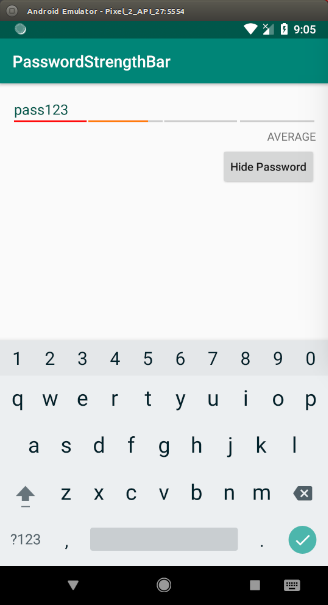 Android Emulator - Pixel_2_API_27:5554
9:05
PasswordStrengthBar
pass123
AVERAGE
Hide Password
1 2 3 4 5 6 7 8 9 0
q w e r t y u i o p
a s d f g h j k l
z x c v b n m
?123 , .